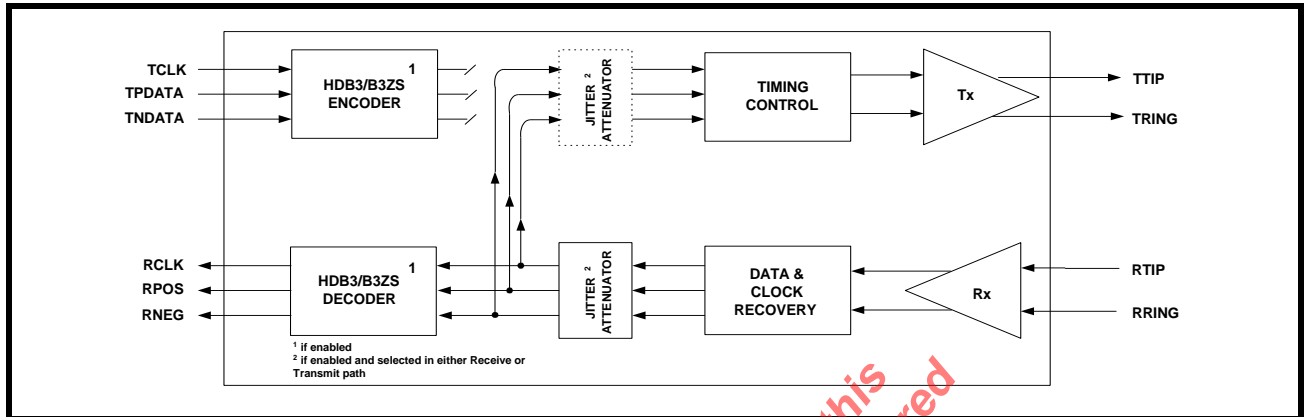 TCLK
TPDATA
TNDATA
HDB3/B3ZS 1
ENCODER
JITTER 2
ATTENUATOR
TIMING
CONTROL
Tx
TTIP
TRING
RCLK
RPOS
RNEG
HDB3/B3ZS 1
DECODER
JITTER 2
ATTENUATOR
DATA &
CLOCK
RECOVERY
Rx
RTIP
RRING
1 if enabled
2 if enabled and selected in either Receive or
Transmit path
this